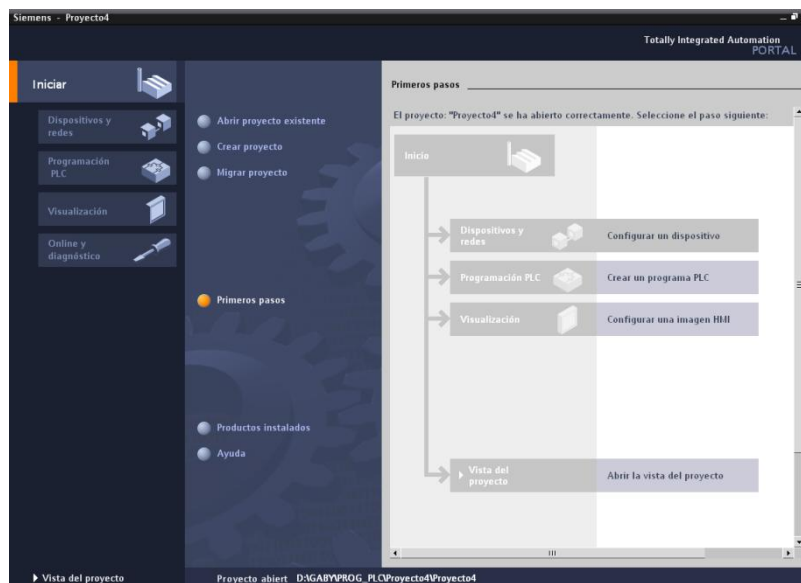 Siemens - Proyecto4
Totally Integrated Automation
PORTAL
Iniciar
Dispositivos y
redes
Programación
PLC
Visualización
Online y
diagnóstico
Abrir proyecto existente
Crear proyecto
Migrar proyecto
Primeros pasos
Productos instalados
Ayuda
Primeros pasos
El proyecto: "Proyecto4" se ha abierto correctamente. Seleccione el paso siguiente:
Inicio
Dispositivos y
redes
Configurar un dispositivo
Programación PLC
Crear un programa PLC
Visualización
Configurar una imagen HMI
Vista del
proyecto
Abrir la vista del proyecto
Vista del proyecto
Proyecto abiert D:\GABY\PROG_PLC\Proyecto4\Proyecto4